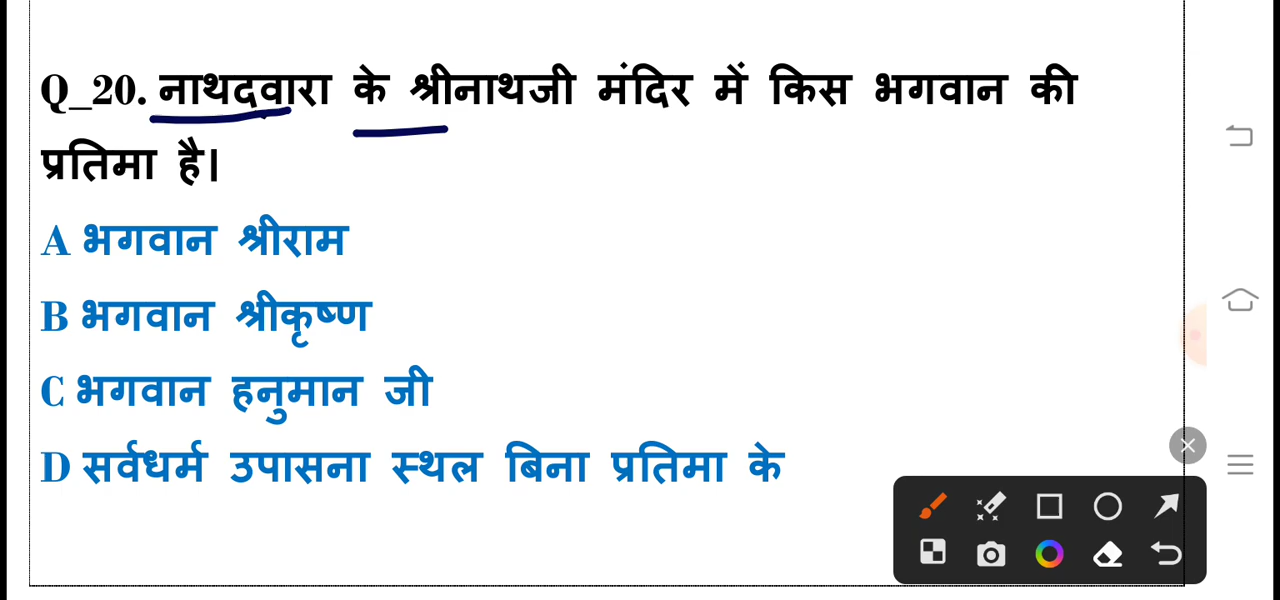 Q_20. नाथदवारा के श्रीनाथजी मंदिर में किस भगवान की
प्रतिमा है।
A भगवान श्रीराम
B भगवान श्रीकृष्ण
C भगवान हनुमान जी
D सर्वधर्म उपासना स्थल बिना प्रतिमा के